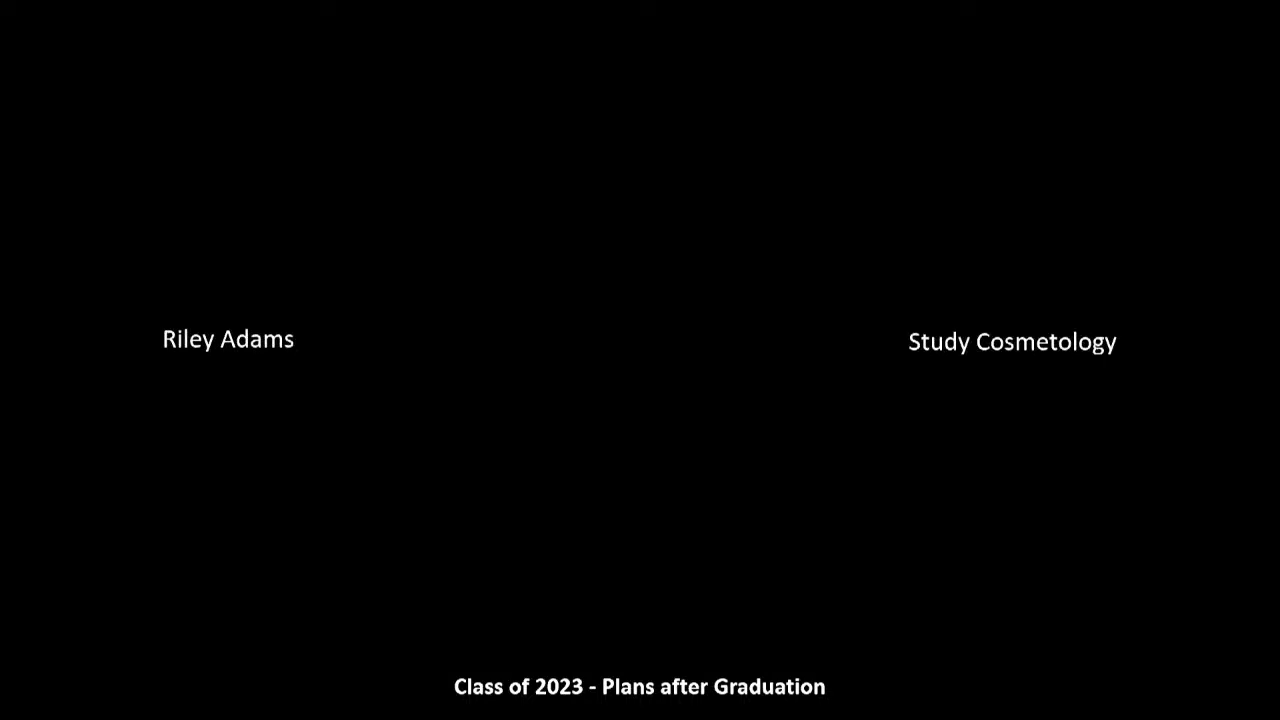 Riley Adams
Study Cosmetology
Class of 2023 - Plans after Graduation